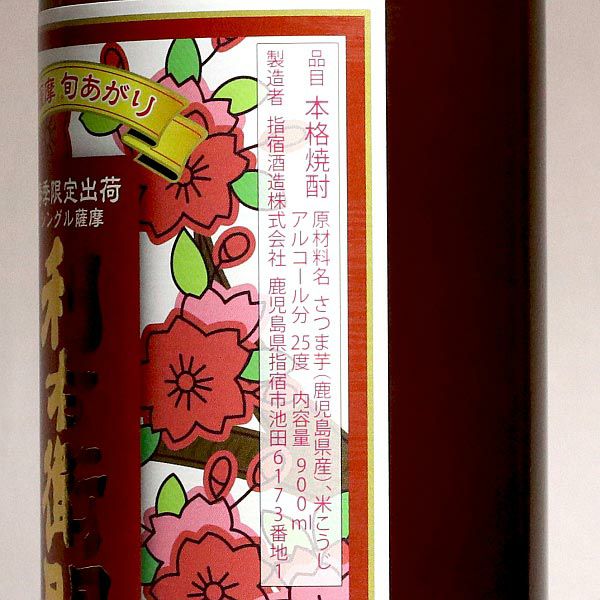 品目 本格焼酎
原材料名 さつま芋(鹿児島県産)、米こうじ
アルコール分 25度 内容量 900ml
製造者 指宿酒造株式会社 鹿児島県指宿市池田6173番地1
摩 旬あがり
季限定出荷
ングル薩摩
利右衛門